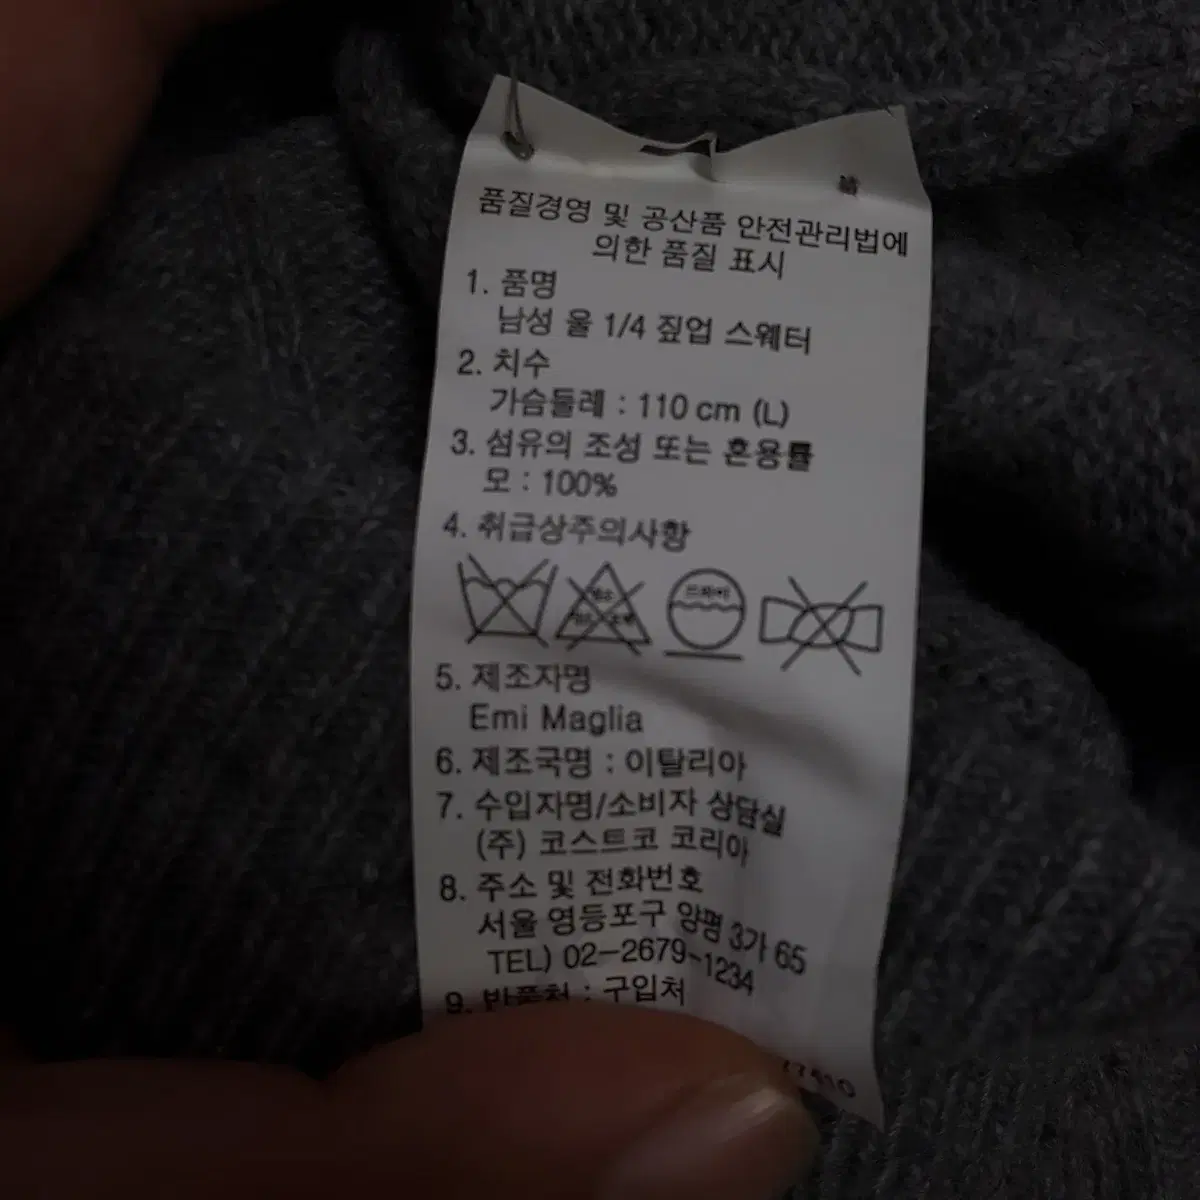 품질경영 및 공산품 안전관리법에
의한 품질 표시
1. 품명
남성 울 1/4 짚업 스웨터
2. 치수
가슴둘레 : 110 cm (L)
3. 섬유의 조성 또는 혼용률
모 : 100%
4. 취급상주의사항
드라이
5. 제조자명
Emi Maglia
6. 제조국명 : 이탈리아
7. 수입자명/소비자 상담실
(주) 코스트코 코리아
8. 주소 및 전화번호
서울 영등포구 양평 3가 65
TEL) 02-2679-1234
9. 반품처 : 구입처